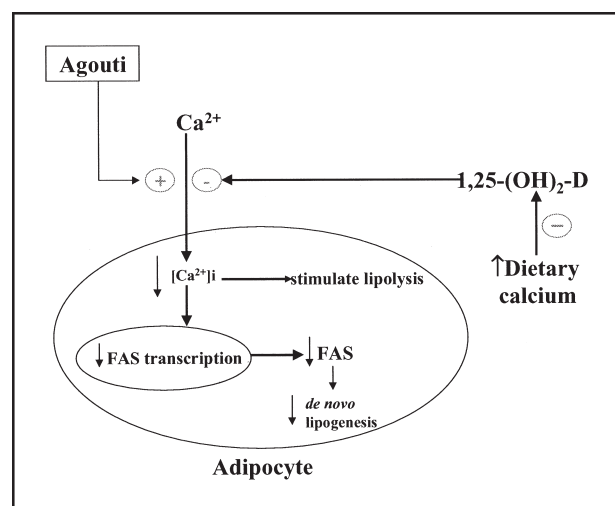 Agouti
Ca²⁺
+ -
1,25-(OH)₂-D
—
↑Dietary
calcium
↓ [Ca²⁺]i
stimulate lipolysis
↓ FAS transcription
↓ FAS
↓ de novo
lipogenesis
Adipocyte